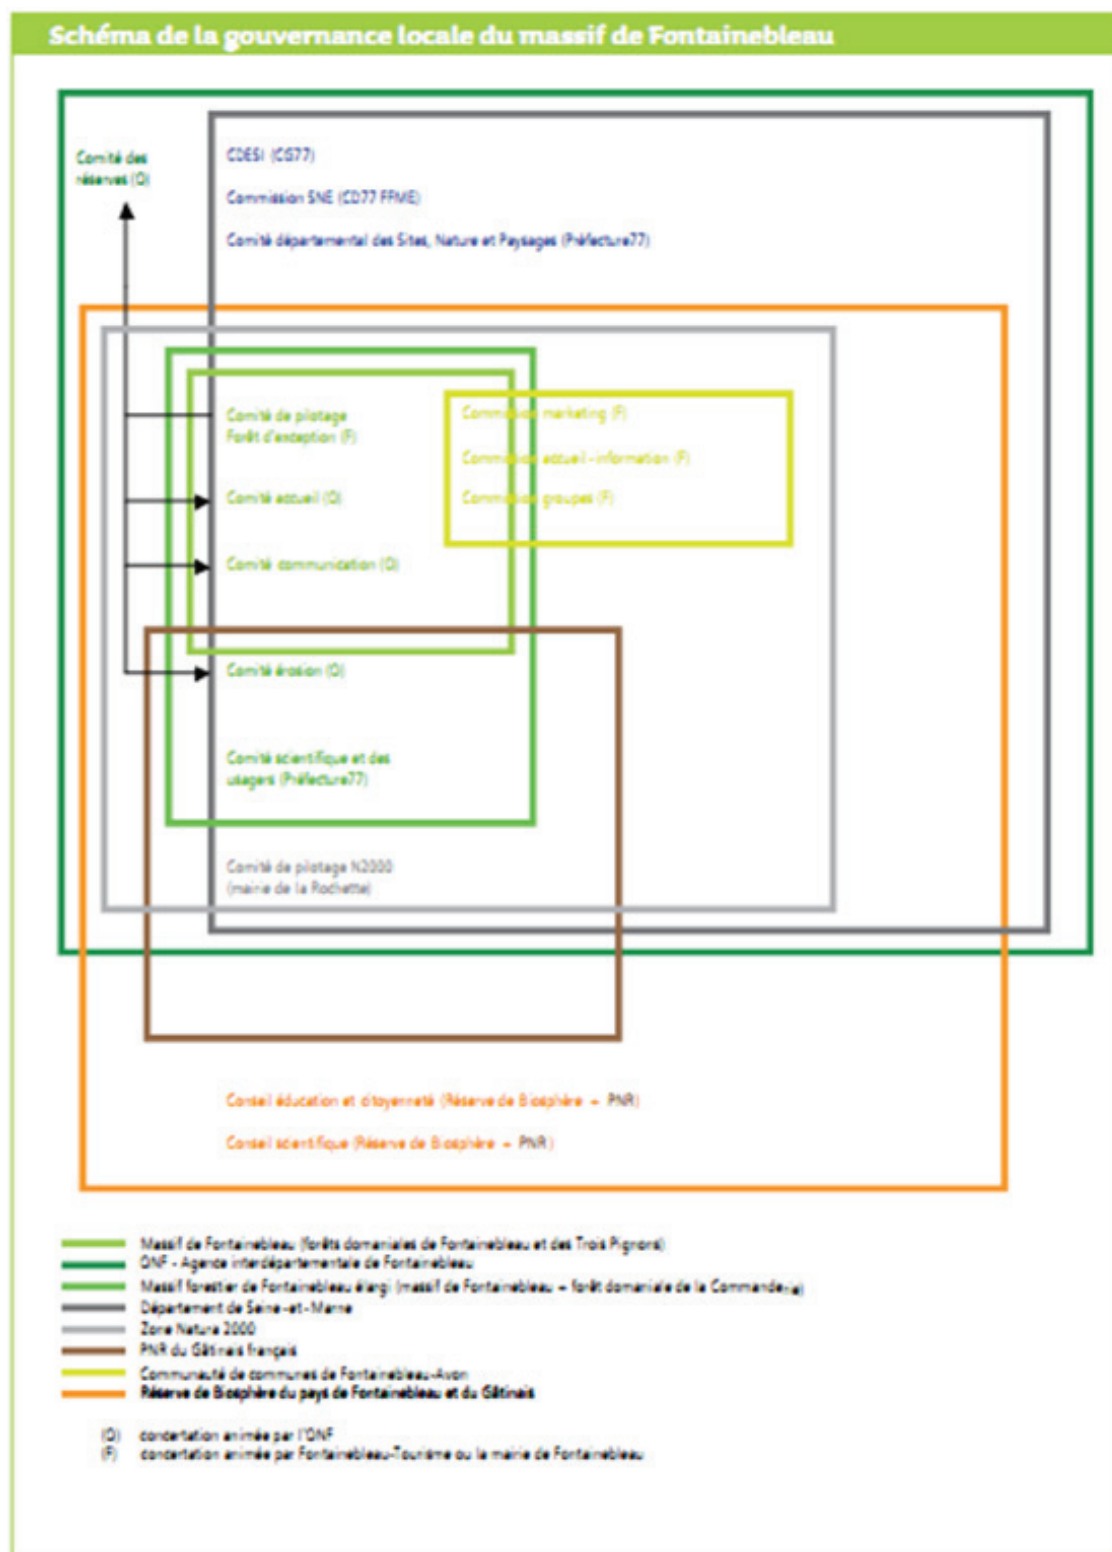 Schéma de la gouvernance locale du massif de Fontainebleau
Comité des
réserves (O)
CDESI (CG77)
Commission SNE (CD77 FFME)
Comité départemental des Sites, Nature et Paysages (Préfecture77)
Comité de pilotage
Forêt d'exception (F)
Commission marketing (F)
Commission accueil-information (F)
Commission groupes (F)
Comité accueil (O)
Comité communication (O)
Comité érosion (O)
Comité scientifique et des
usagers (Préfecture77)
Comité de pilotage N2000
(mairie de la Rochette)
Conseil éducation et citoyenneté (Réserve de Biosphère + PNR)
Conseil scientifique (Réserve de Biosphère + PNR)
Massif de Fontainebleau (forêts domaniales de Fontainebleau et des Trois Pignons)
ONF - Agence interdépartementale de Fontainebleau
Massif forestier de Fontainebleau élargi (massif de Fontainebleau + forêt domaniale de la Commanderie)
Département de Seine-et-Marne
Zone Natura 2000
PNR du Gâtinais français
Communauté de communes de Fontainebleau-Avon
Réserve de Biosphère du pays de Fontainebleau et du Gâtinais
(O) concertation animée par l'ONF
(F) concertation animée par Fontainebleau-Tourisme ou la mairie de Fontainebleau